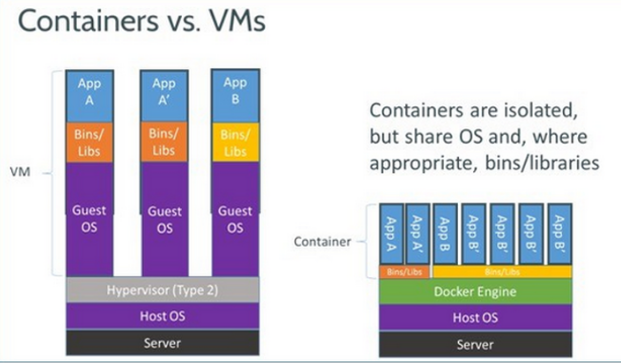 Containers vs. VMs
App
A
App
A'
App
B
Bins/
Libs
Bins/
Libs
Bins/
Libs
VM
Guest
OS
Guest
OS
Guest
OS
Hypervisor (Type 2)
Host OS
Server
Containers are isolated,
but share OS and, where
appropriate, bins/libraries
Container
App A
App A'
App B
App B'
App B'
App B'
App B'
Bins/Libs
Bins/Libs
Docker Engine
Host OS
Server